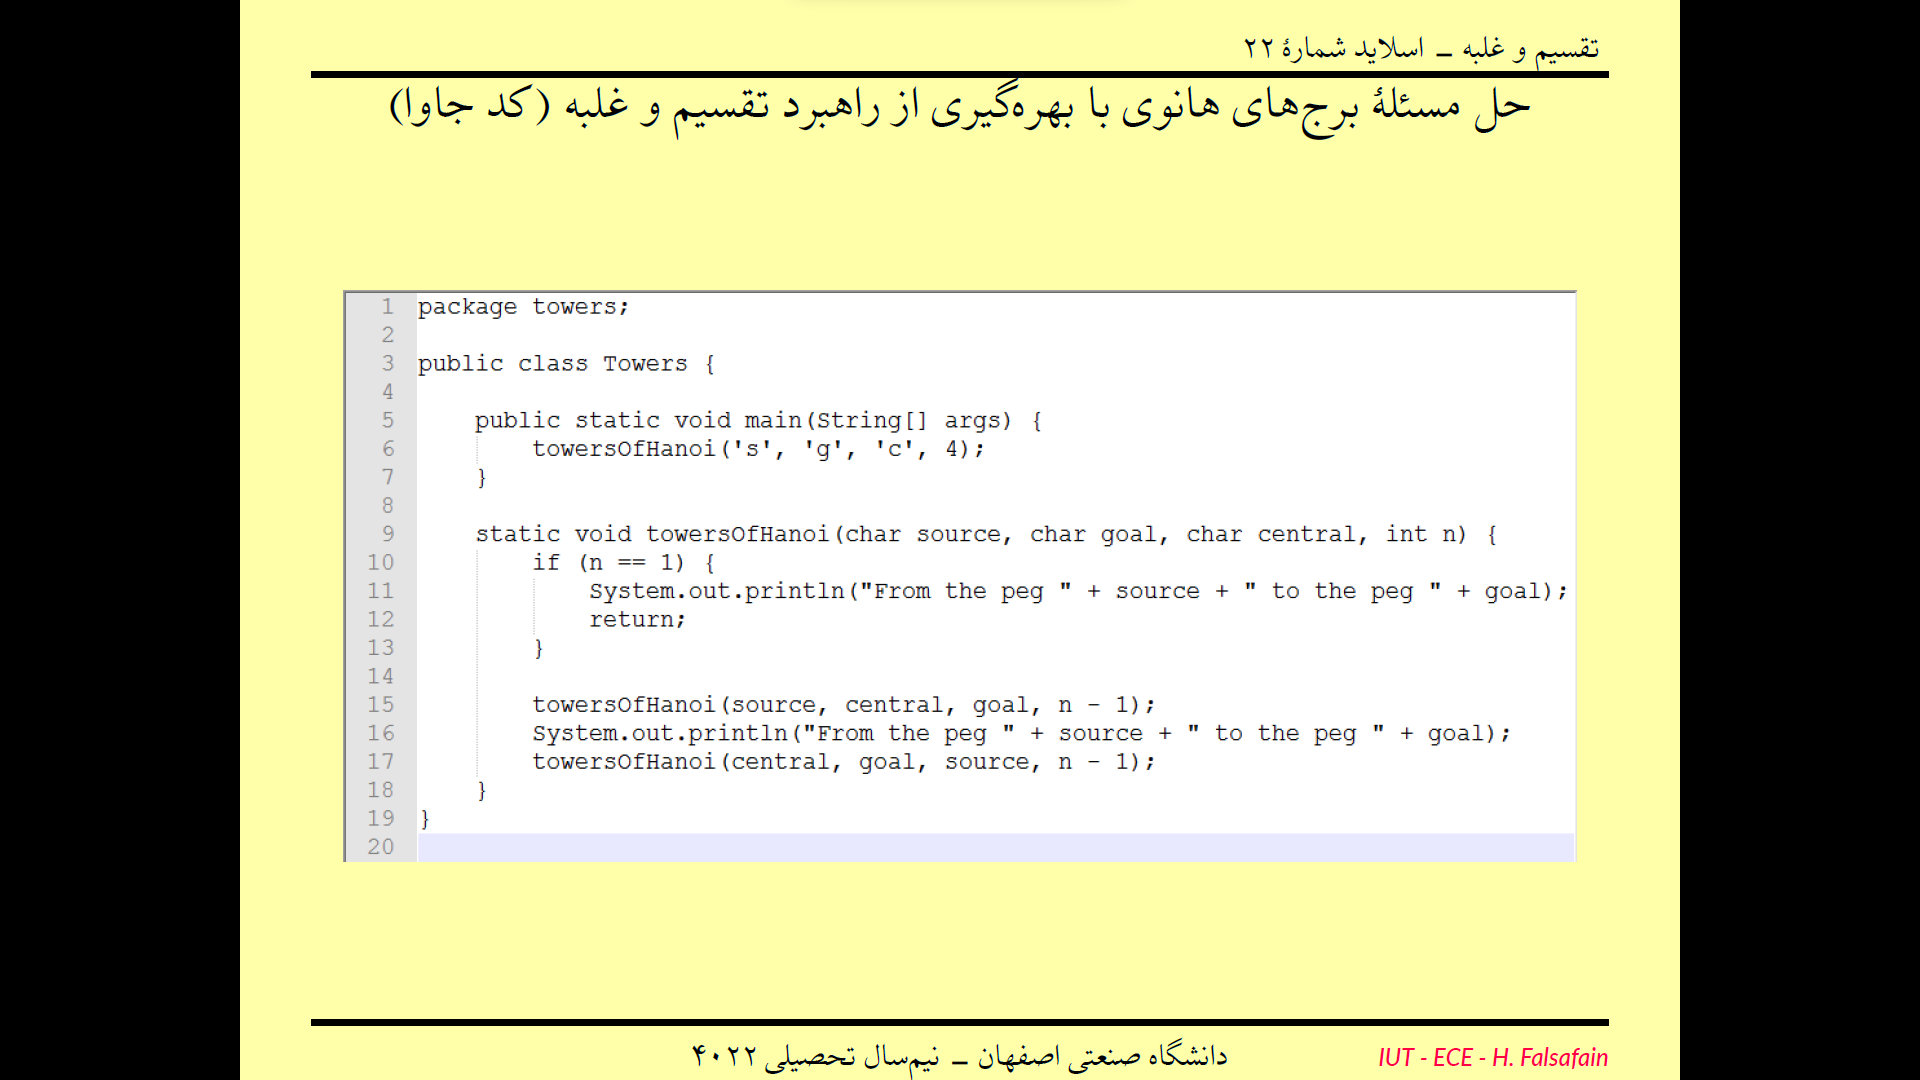 تقسیم و غلبه – اسلاید شمارهٔ ۲۲
حل مسئلهٔ برج‌های هانوی با بهره‌گیری از راهبرد تقسیم و غلبه (کد جاوا)
1 package towers;
2
3 public class Towers {
4
5     public static void main(String[] args) {
6         towersOfHanoi('s', 'g', 'c', 4);
7     }
8
9     static void towersOfHanoi(char source, char goal, char central, int n) {
10         if (n == 1) {
11             System.out.println("From the peg " + source + " to the peg " + goal);
12             return;
13         }
14
15         towersOfHanoi(source, central, goal, n - 1);
16         System.out.println("From the peg " + source + " to the peg " + goal);
17         towersOfHanoi(central, goal, source, n - 1);
18     }
19 }
20
دانشگاه صنعتی اصفهان – نیم‌سال تحصیلی ۴۰۲۲
IUT - ECE - H. Falsafain